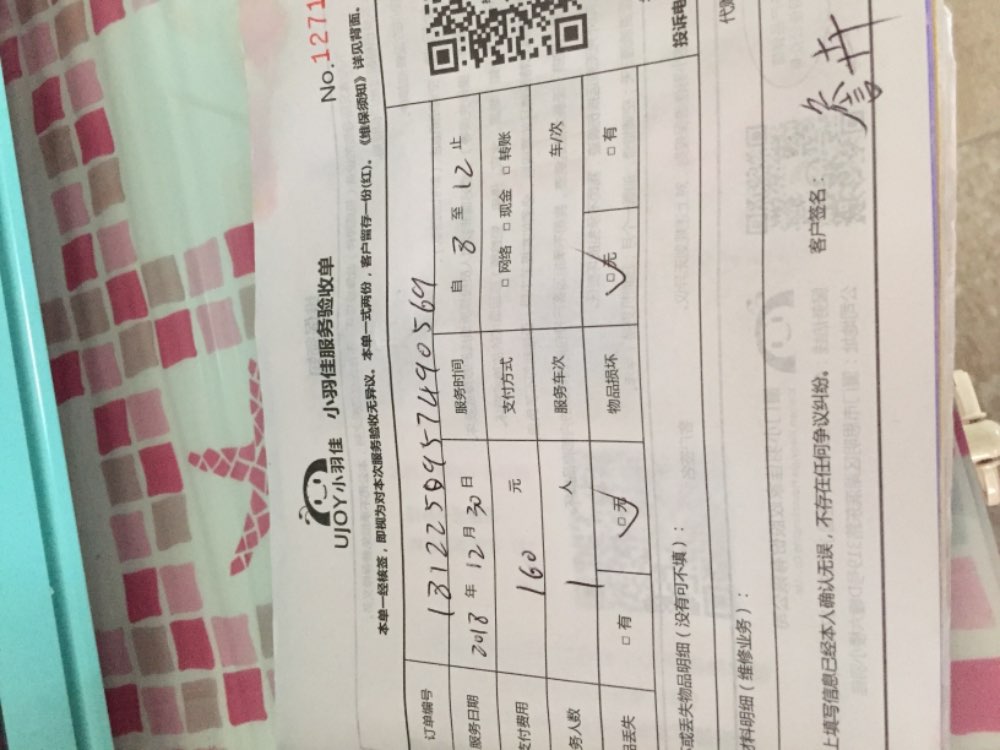 No.1271
UJOY小羽佳 小羽佳服务验收单
本单一经核签，即视为对本次服务验收无异议。本单一式两份，客户留存一份(红)。《维保须知》详见背面。
订单编号 131225694574490569
服务日期 2018 年 12 月 30 日 服务时间 自 8 至 12 止
支付费用 160 元 支付方式 □ 网络 □ 现金 □ 转账
务人数 1 人 服务车次 车/次
品丢失 □ 有 □ 无 物品损坏 □ 无 □ 有
或丢失物品明细（没有可不填）： 投诉电
材料明细（维修业务）：
上填写信息已经本人确认无误，不存在任何争议纠纷。 客户签名：